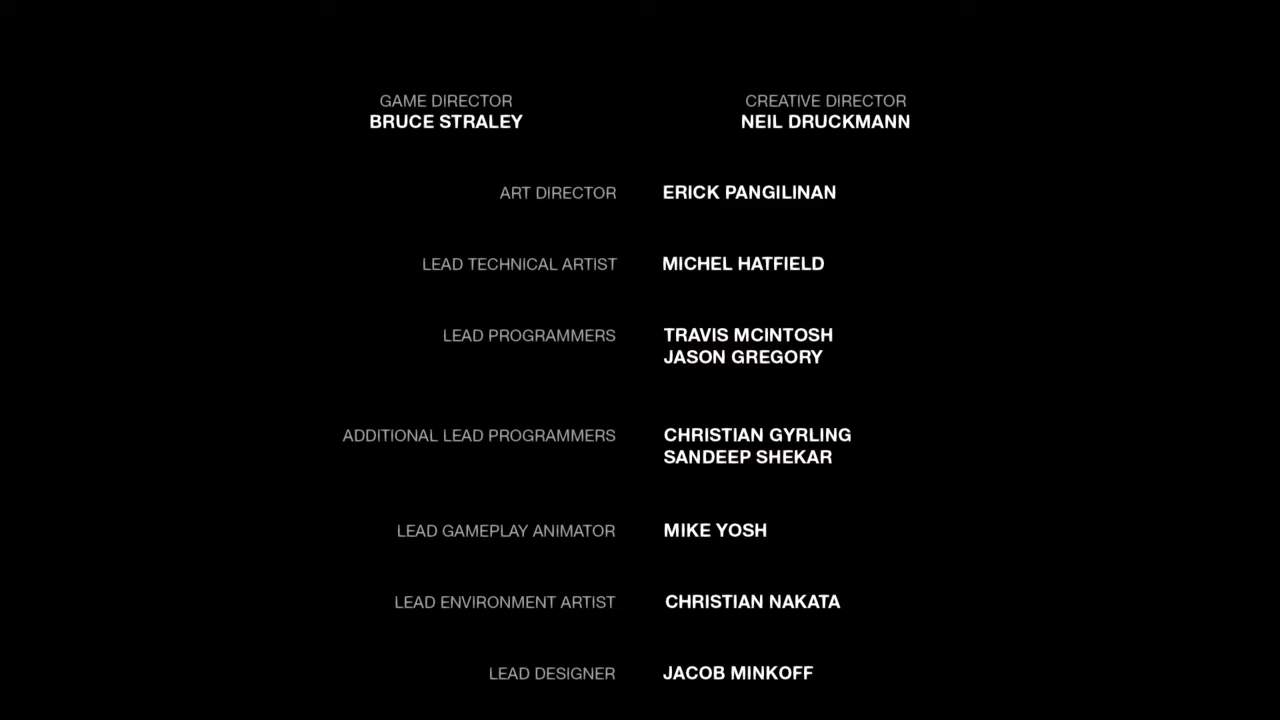 GAME DIRECTOR
BRUCE STRALEY
CREATIVE DIRECTOR
NEIL DRUCKMANN
ART DIRECTOR ERICK PANGILINAN
LEAD TECHNICAL ARTIST MICHEL HATFIELD
LEAD PROGRAMMERS TRAVIS MCINTOSH
JASON GREGORY
ADDITIONAL LEAD PROGRAMMERS CHRISTIAN GYRLING
SANDEEP SHEKAR
LEAD GAMEPLAY ANIMATOR MIKE YOSH
LEAD ENVIRONMENT ARTIST CHRISTIAN NAKATA
LEAD DESIGNER JACOB MINKOFF